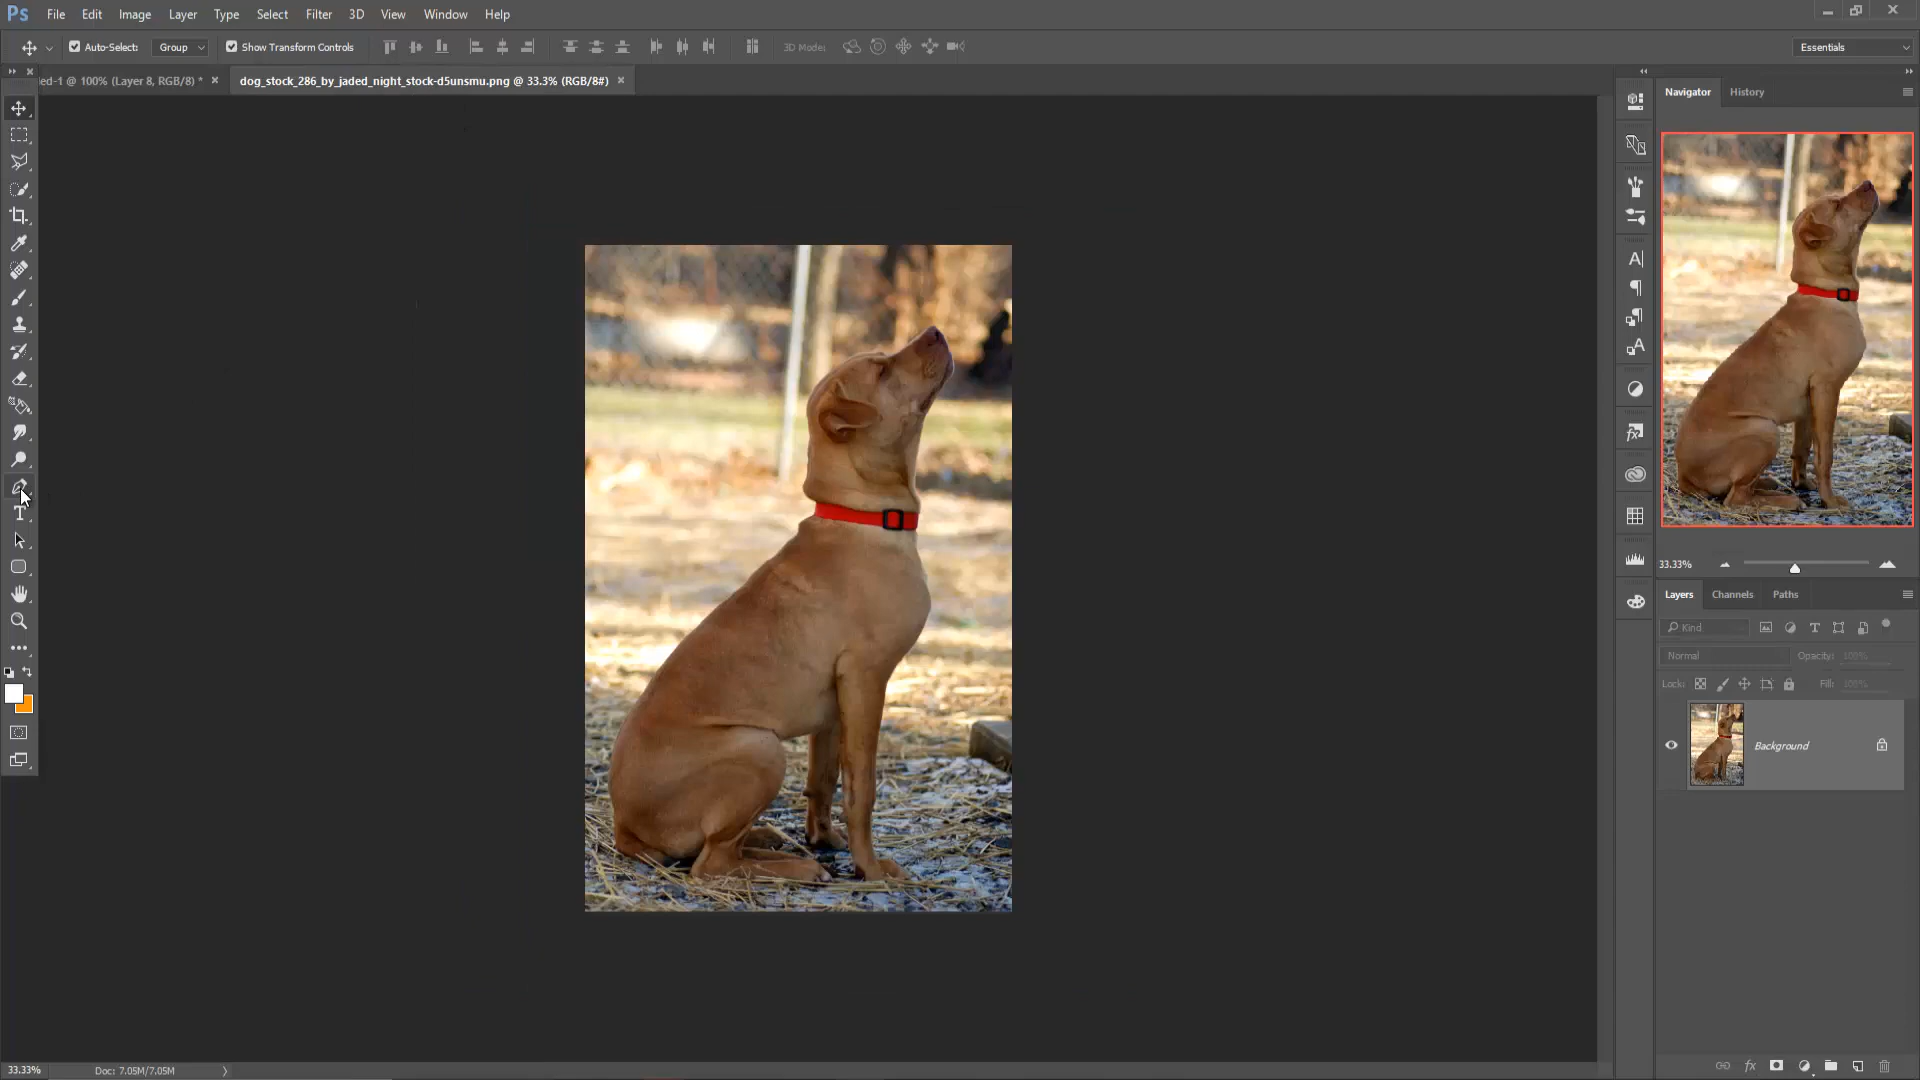 Ps File Edit Image Layer Type Select Filter 3D View Window Help
Auto-Select: Group Show Transform Controls 3D Mode: Essentials
ed-1 @ 100% (Layer 8, RGB/8) * × dog_stock_286_by_jaded_night_stock-d5unsmu.png @ 33.3% (RGB/8#) ×
Navigator History
33.33%
Layers Channels Paths
Kind
Normal Opacity: 100%
Lock: Fill: 100%
Background
33.33% Doc: 7.05M/7.05M